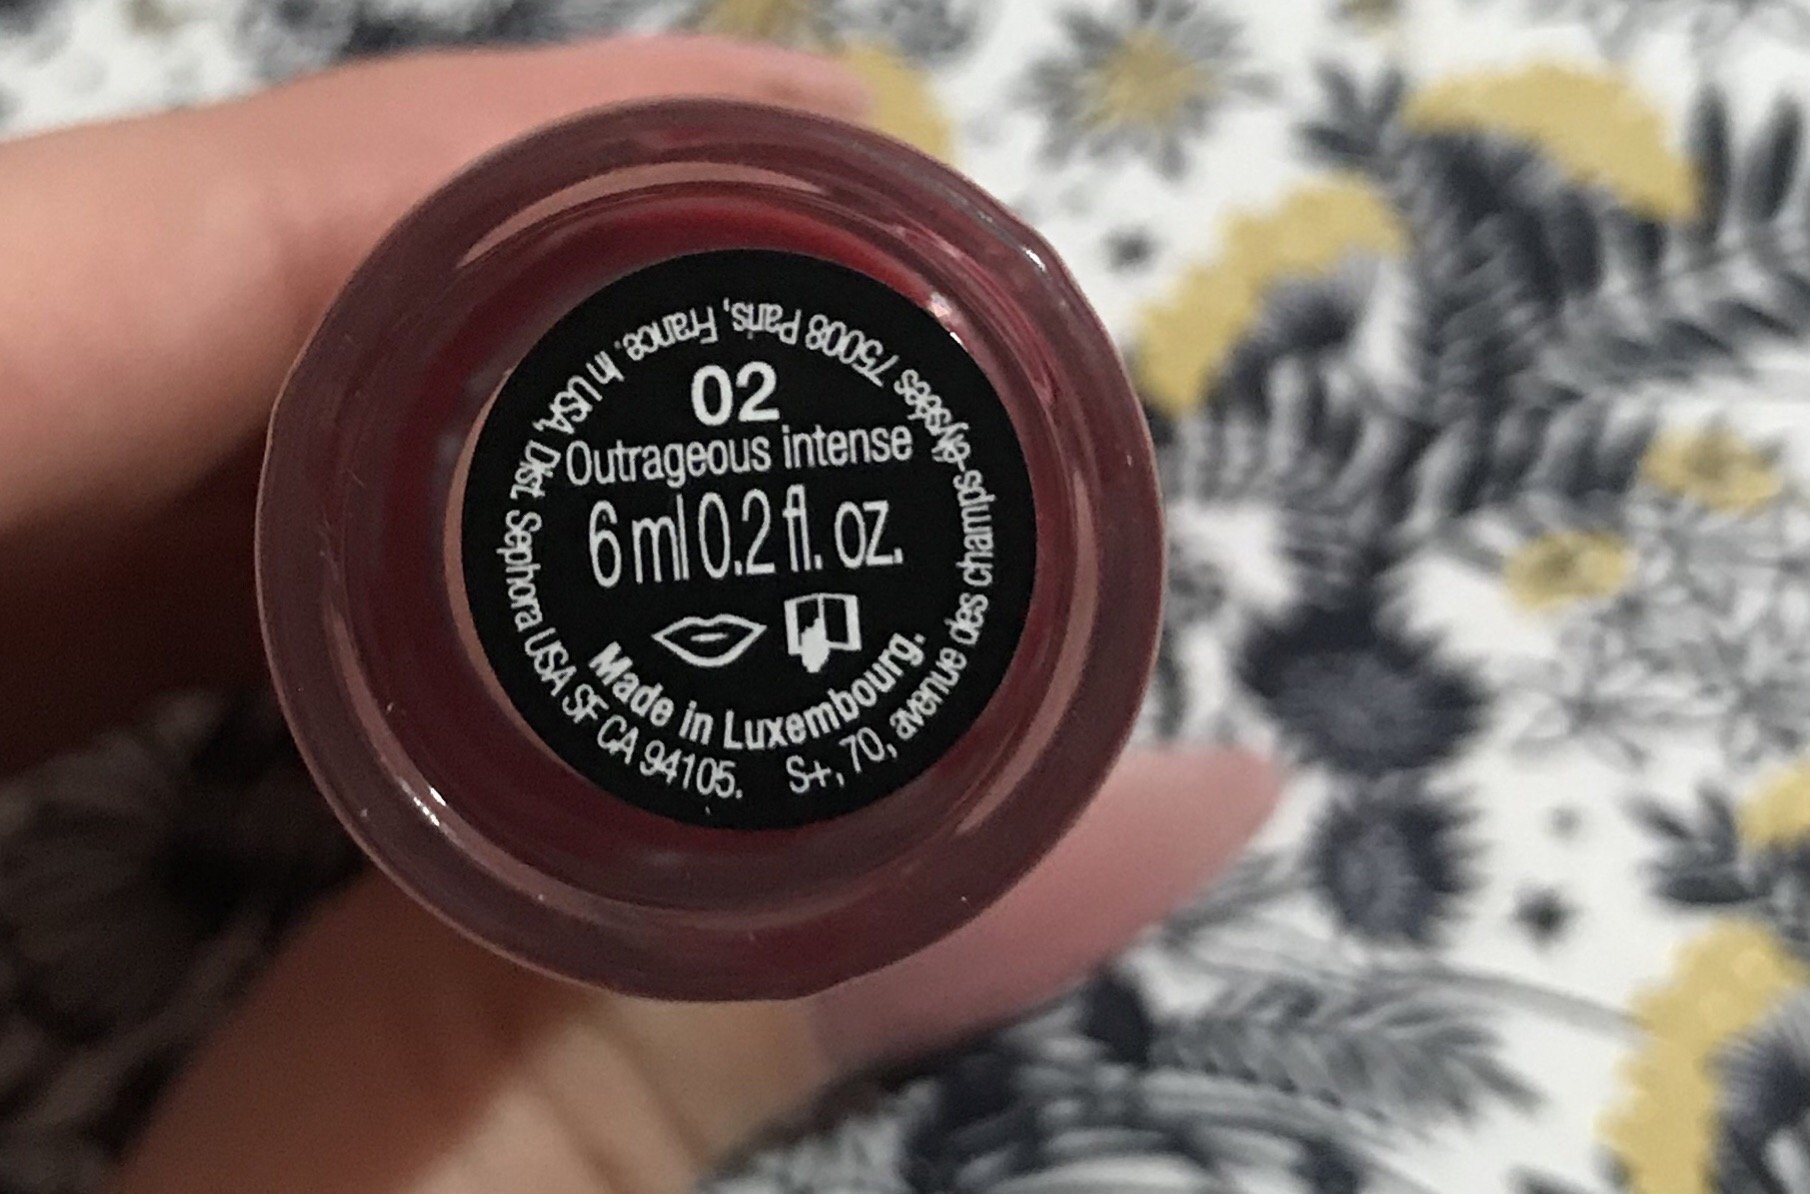 02
Outrageous intense
6 ml 0.2 fl. oz.
Made in Luxembourg.
S+, 70, avenue des champs-élysées 75008 Paris, France. In USA, Dist. Sephora USA SF CA 94105.